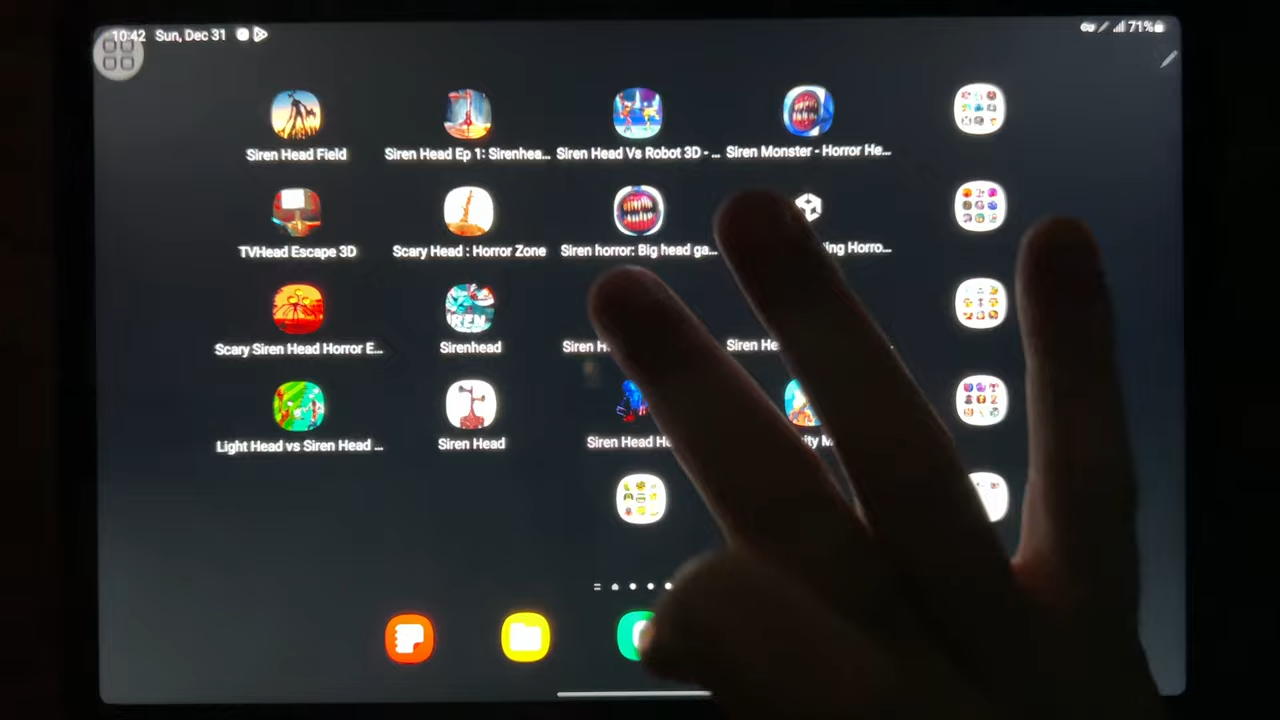 10:42 Sun, Dec 31
71%
Siren Head Field
Siren Head Ep 1: Sirenhea...
Siren Head Vs Robot 3D - ...
Siren Monster - Horror He...
TVHead Escape 3D
Scary Head : Horror Zone
Siren horror: Big head ga...
ing Horro...
Scary Siren Head Horror E...
Sirenhead
Siren H
Siren He
Light Head vs Siren Head ...
Siren Head
Siren Head Ho
ity M